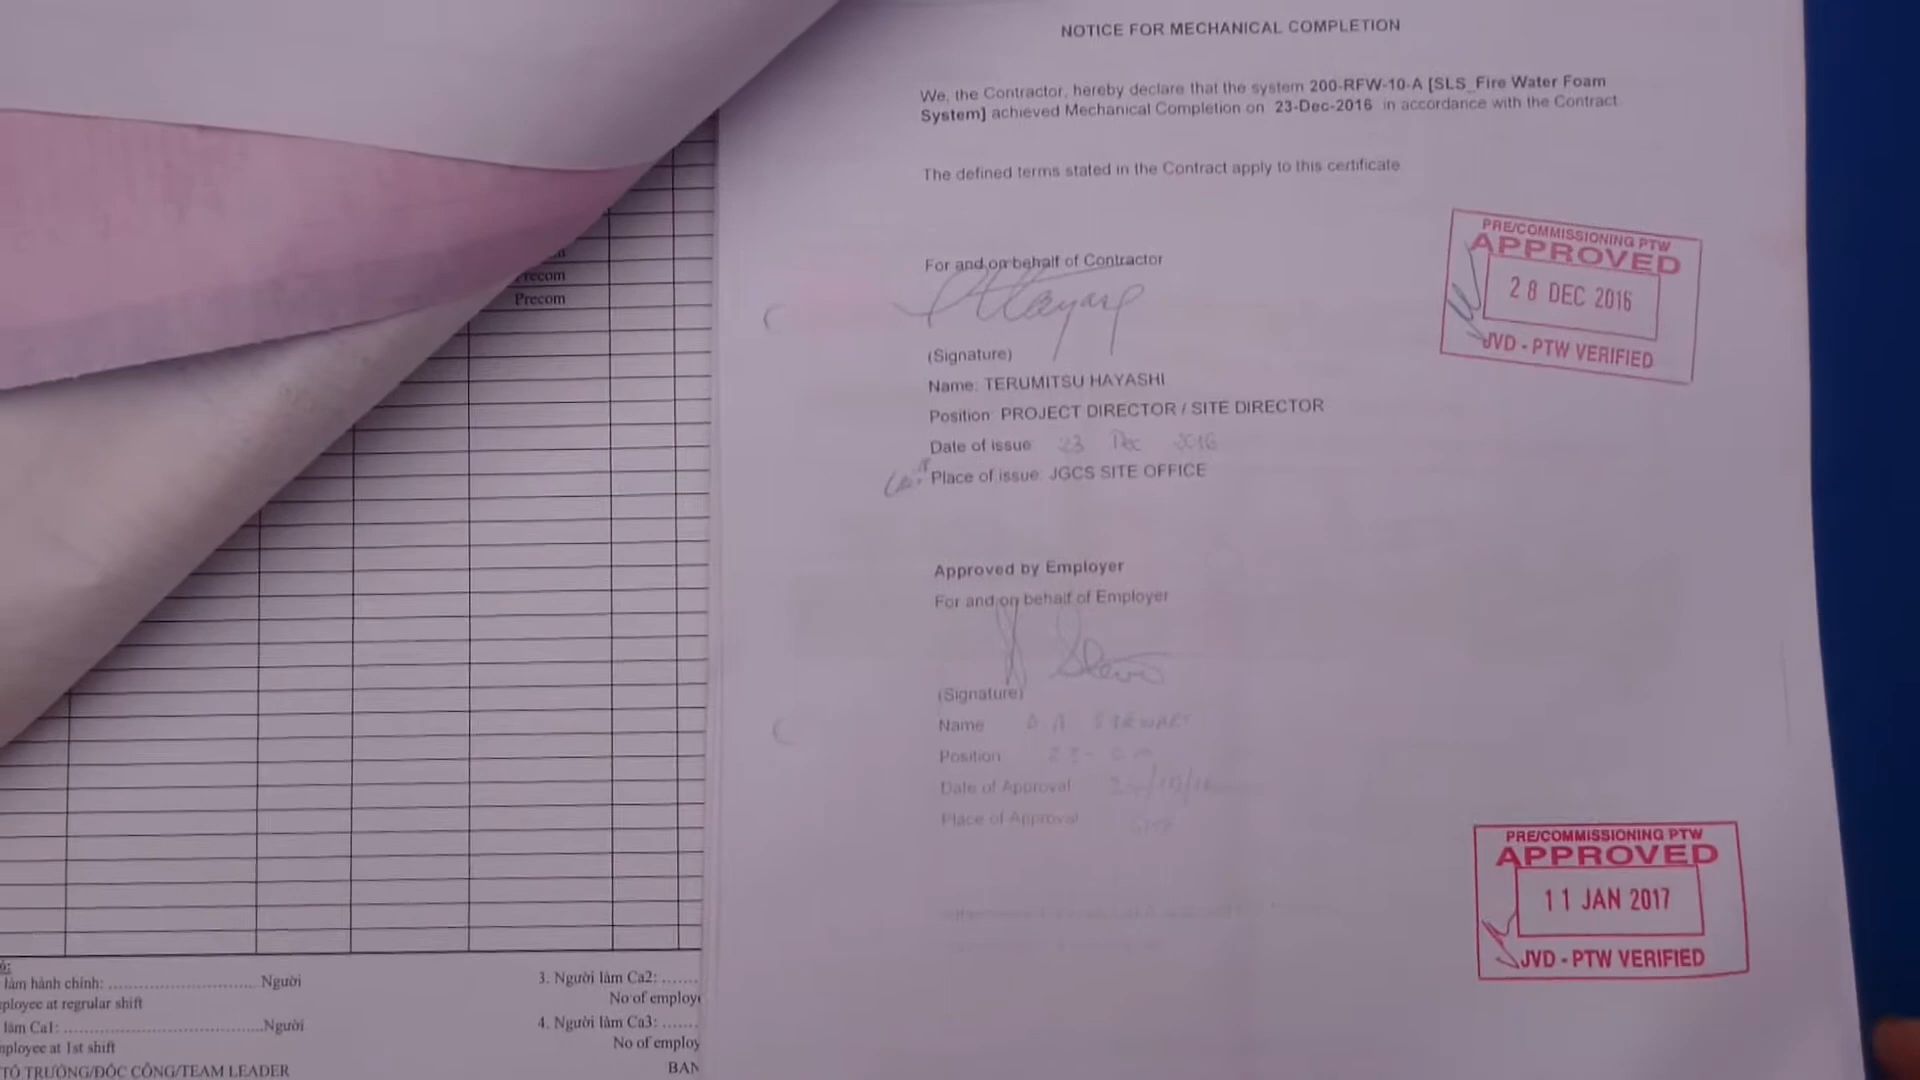 Precom
Precom
làm hành chính: ............................ Người
ployee at regrular shift
làm Ca1: ............................ Người
mployee at 1st shift
TỔ TRƯỞNG/ĐỐC CÔNG/TEAM LEADER
3. Người làm Ca2: ......
No of employe
4. Người làm Ca3: ......
No of employ
BAN
NOTICE FOR MECHANICAL COMPLETION
We, the Contractor, hereby declare that the system 200-RFW-10-A [SLS_Fire Water Foam
System] achieved Mechanical Completion on 23-Dec-2016 in accordance with the Contract
The defined terms stated in the Contract apply to this certificate
PRE/COMMISSIONING PTW
APPROVED
28 DEC 2016
JVD - PTW VERIFIED
For and on behalf of Contractor
(Signature)
Name: TERUMITSU HAYASHI
Position: PROJECT DIRECTOR / SITE DIRECTOR
Date of issue 23 Dec 2016
Place of issue: JGCS SITE OFFICE
Approved by Employer
For and on behalf of Employer
(Signature)
Name
Position
Date of Approval
Place of Approval
PRE/COMMISSIONING PTW
APPROVED
11 JAN 2017
JVD - PTW VERIFIED